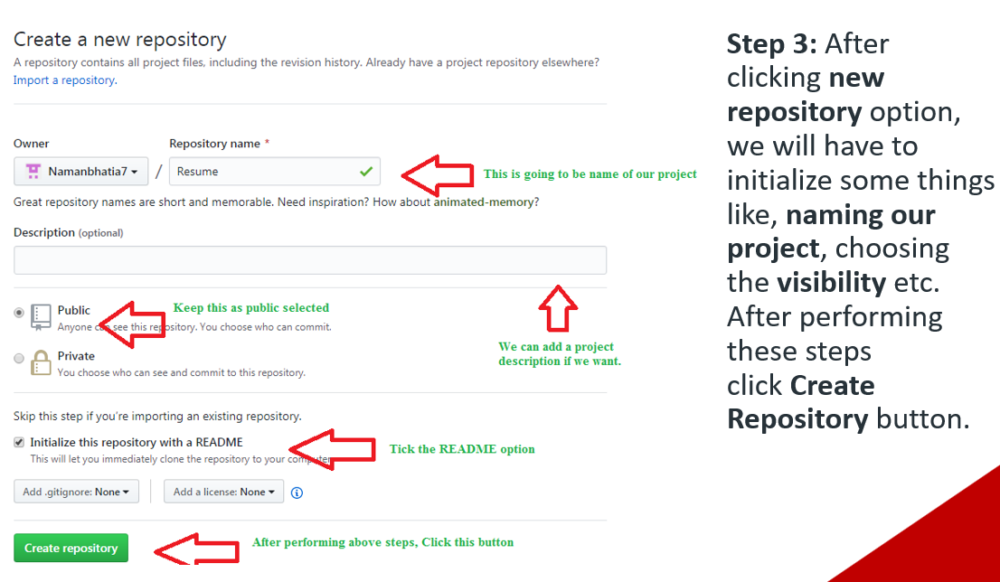 Create a new repository
A repository contains all project files, including the revision history. Already have a project repository elsewhere?
Import a repository.
Owner
Repository name *
Namanbhatia7
/
Resume
This is going to be name of our project
Great repository names are short and memorable. Need inspiration? How about animated-memory?
Description (optional)
Public
Anyone can see this repository. You choose who can commit.
Keep this as public selected
Private
You choose who can see and commit to this repository.
We can add a project
description if we want.
Skip this step if you’re importing an existing repository.
Initialize this repository with a README
This will let you immediately clone the repository to your computer.
Tick the README option
Add .gitignore: None
Add a license: None
Create repository
After performing above steps, Click this button
Step 3: After
clicking new
repository option,
we will have to
initialize some things
like, naming our
project, choosing
the visibility etc.
After performing
these steps
click Create
Repository button.